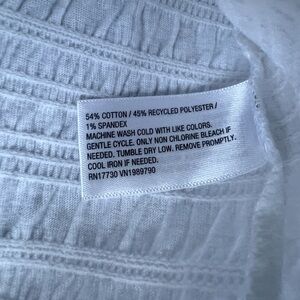 54% COTTON / 45% RECYCLED POLYESTER /
1% SPANDEX
MACHINE WASH COLD WITH LIKE COLORS.
GENTLE CYCLE. ONLY NON CHLORINE BLEACH IF
NEEDED. TUMBLE DRY LOW. REMOVE PROMPTLY.
COOL IRON IF NEEDED.
RN17730 VN1989790